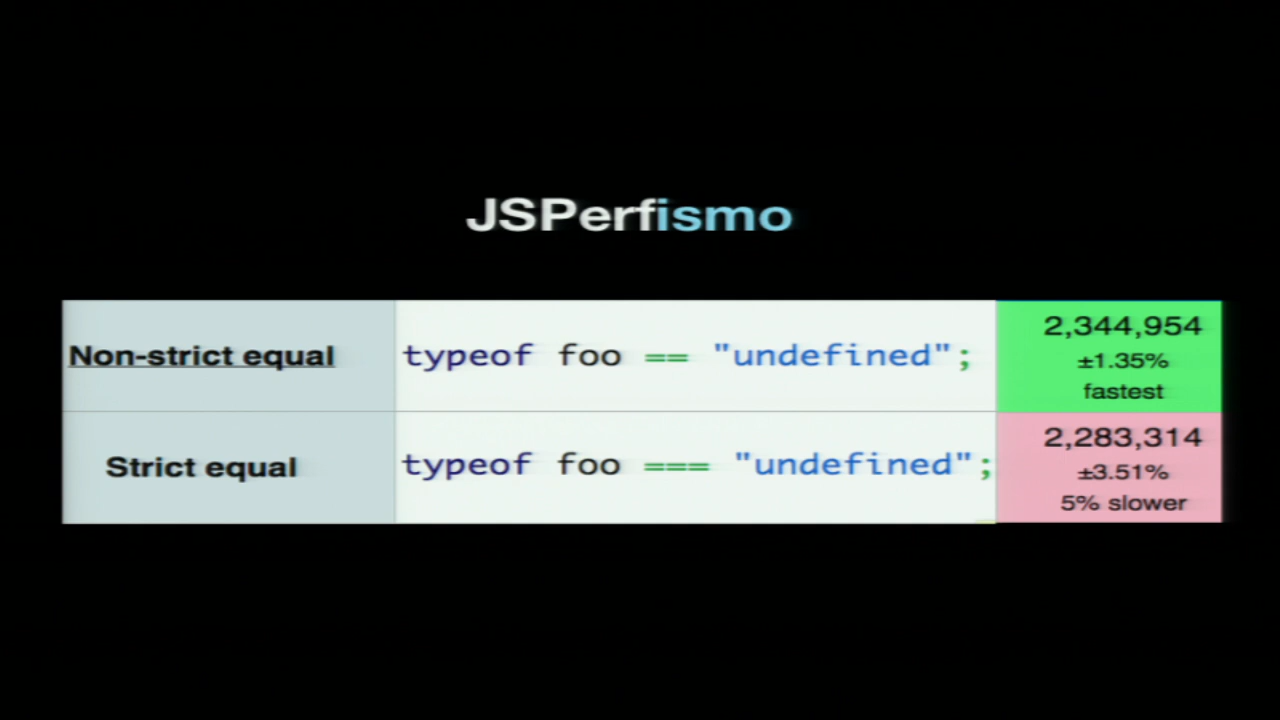 JSPerfismo
Non-strict equal
typeof foo == "undefined";
2,344,954
±1.35%
fastest
Strict equal
typeof foo === "undefined";
2,283,314
±3.51%
5% slower